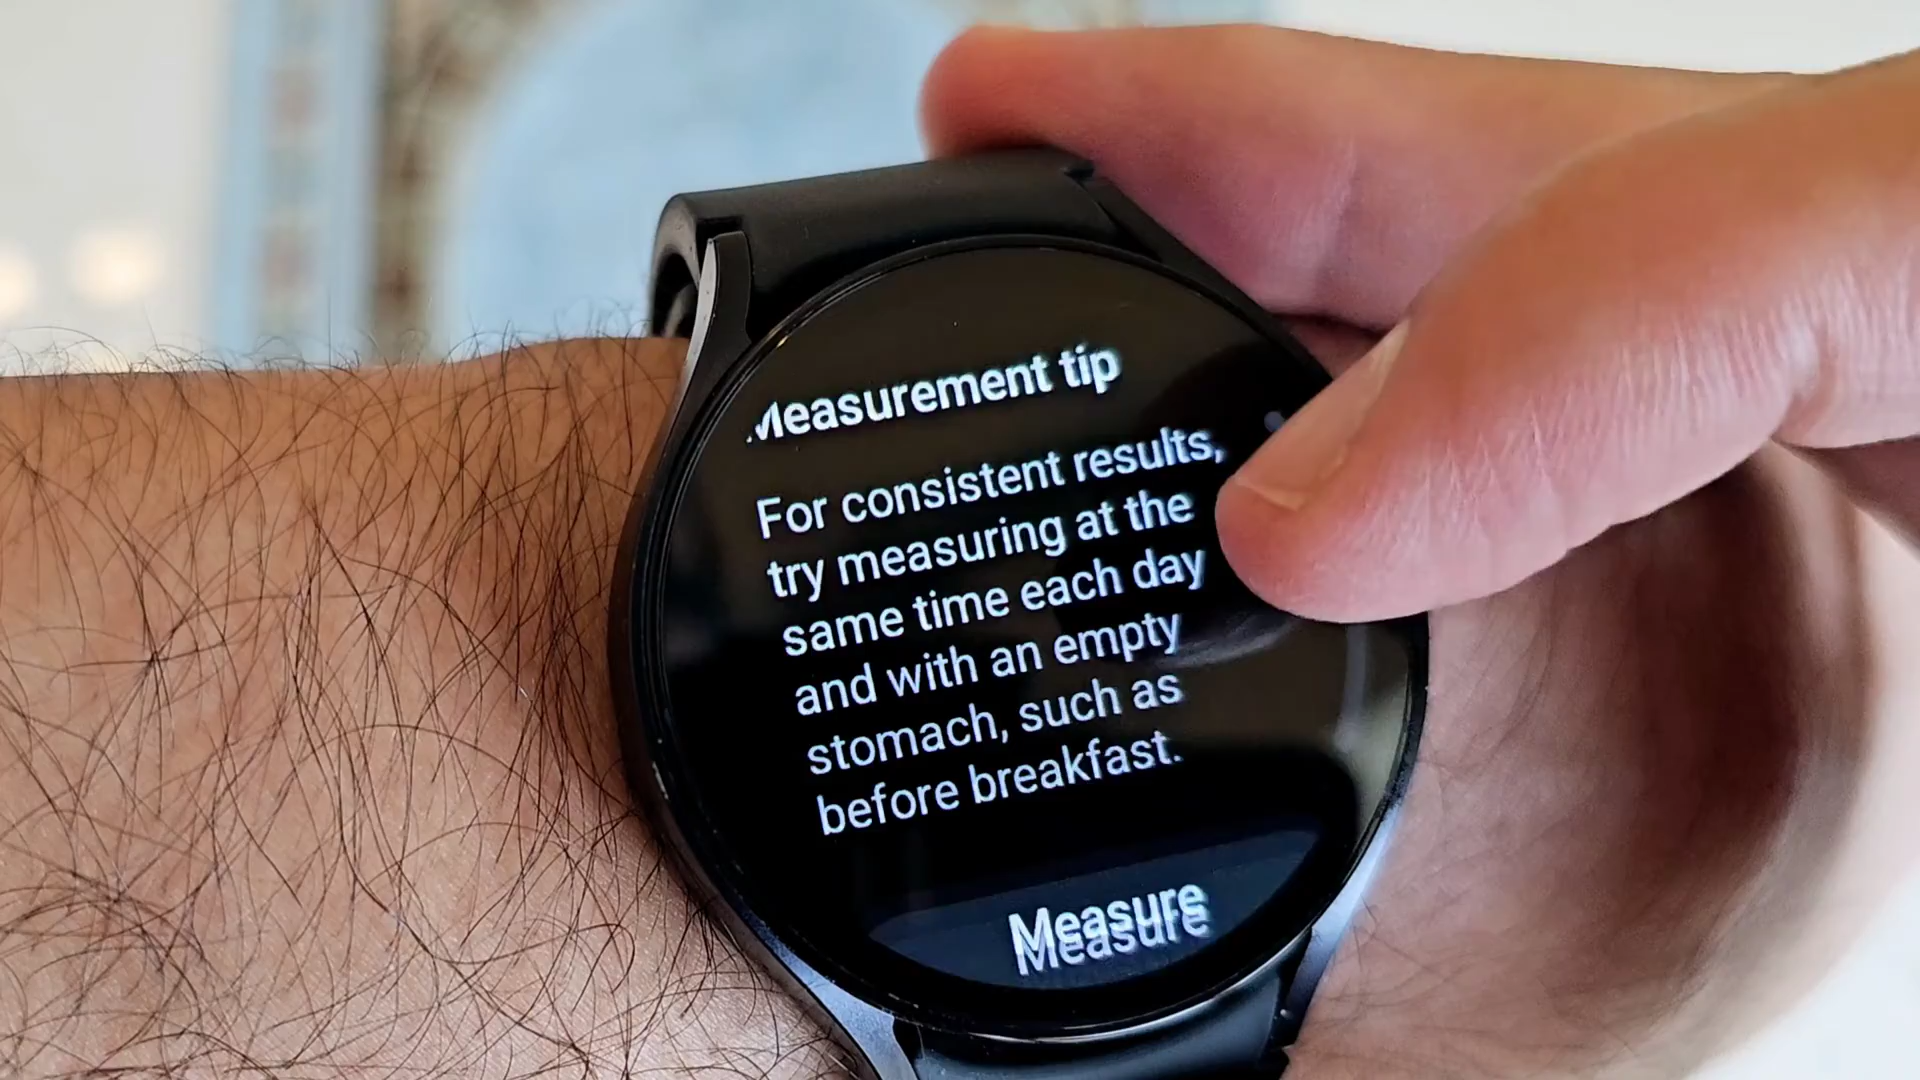 Measurement tip
For consistent results,
try measuring at the
same time each day
and with an empty
stomach, such as
before breakfast.
Measure